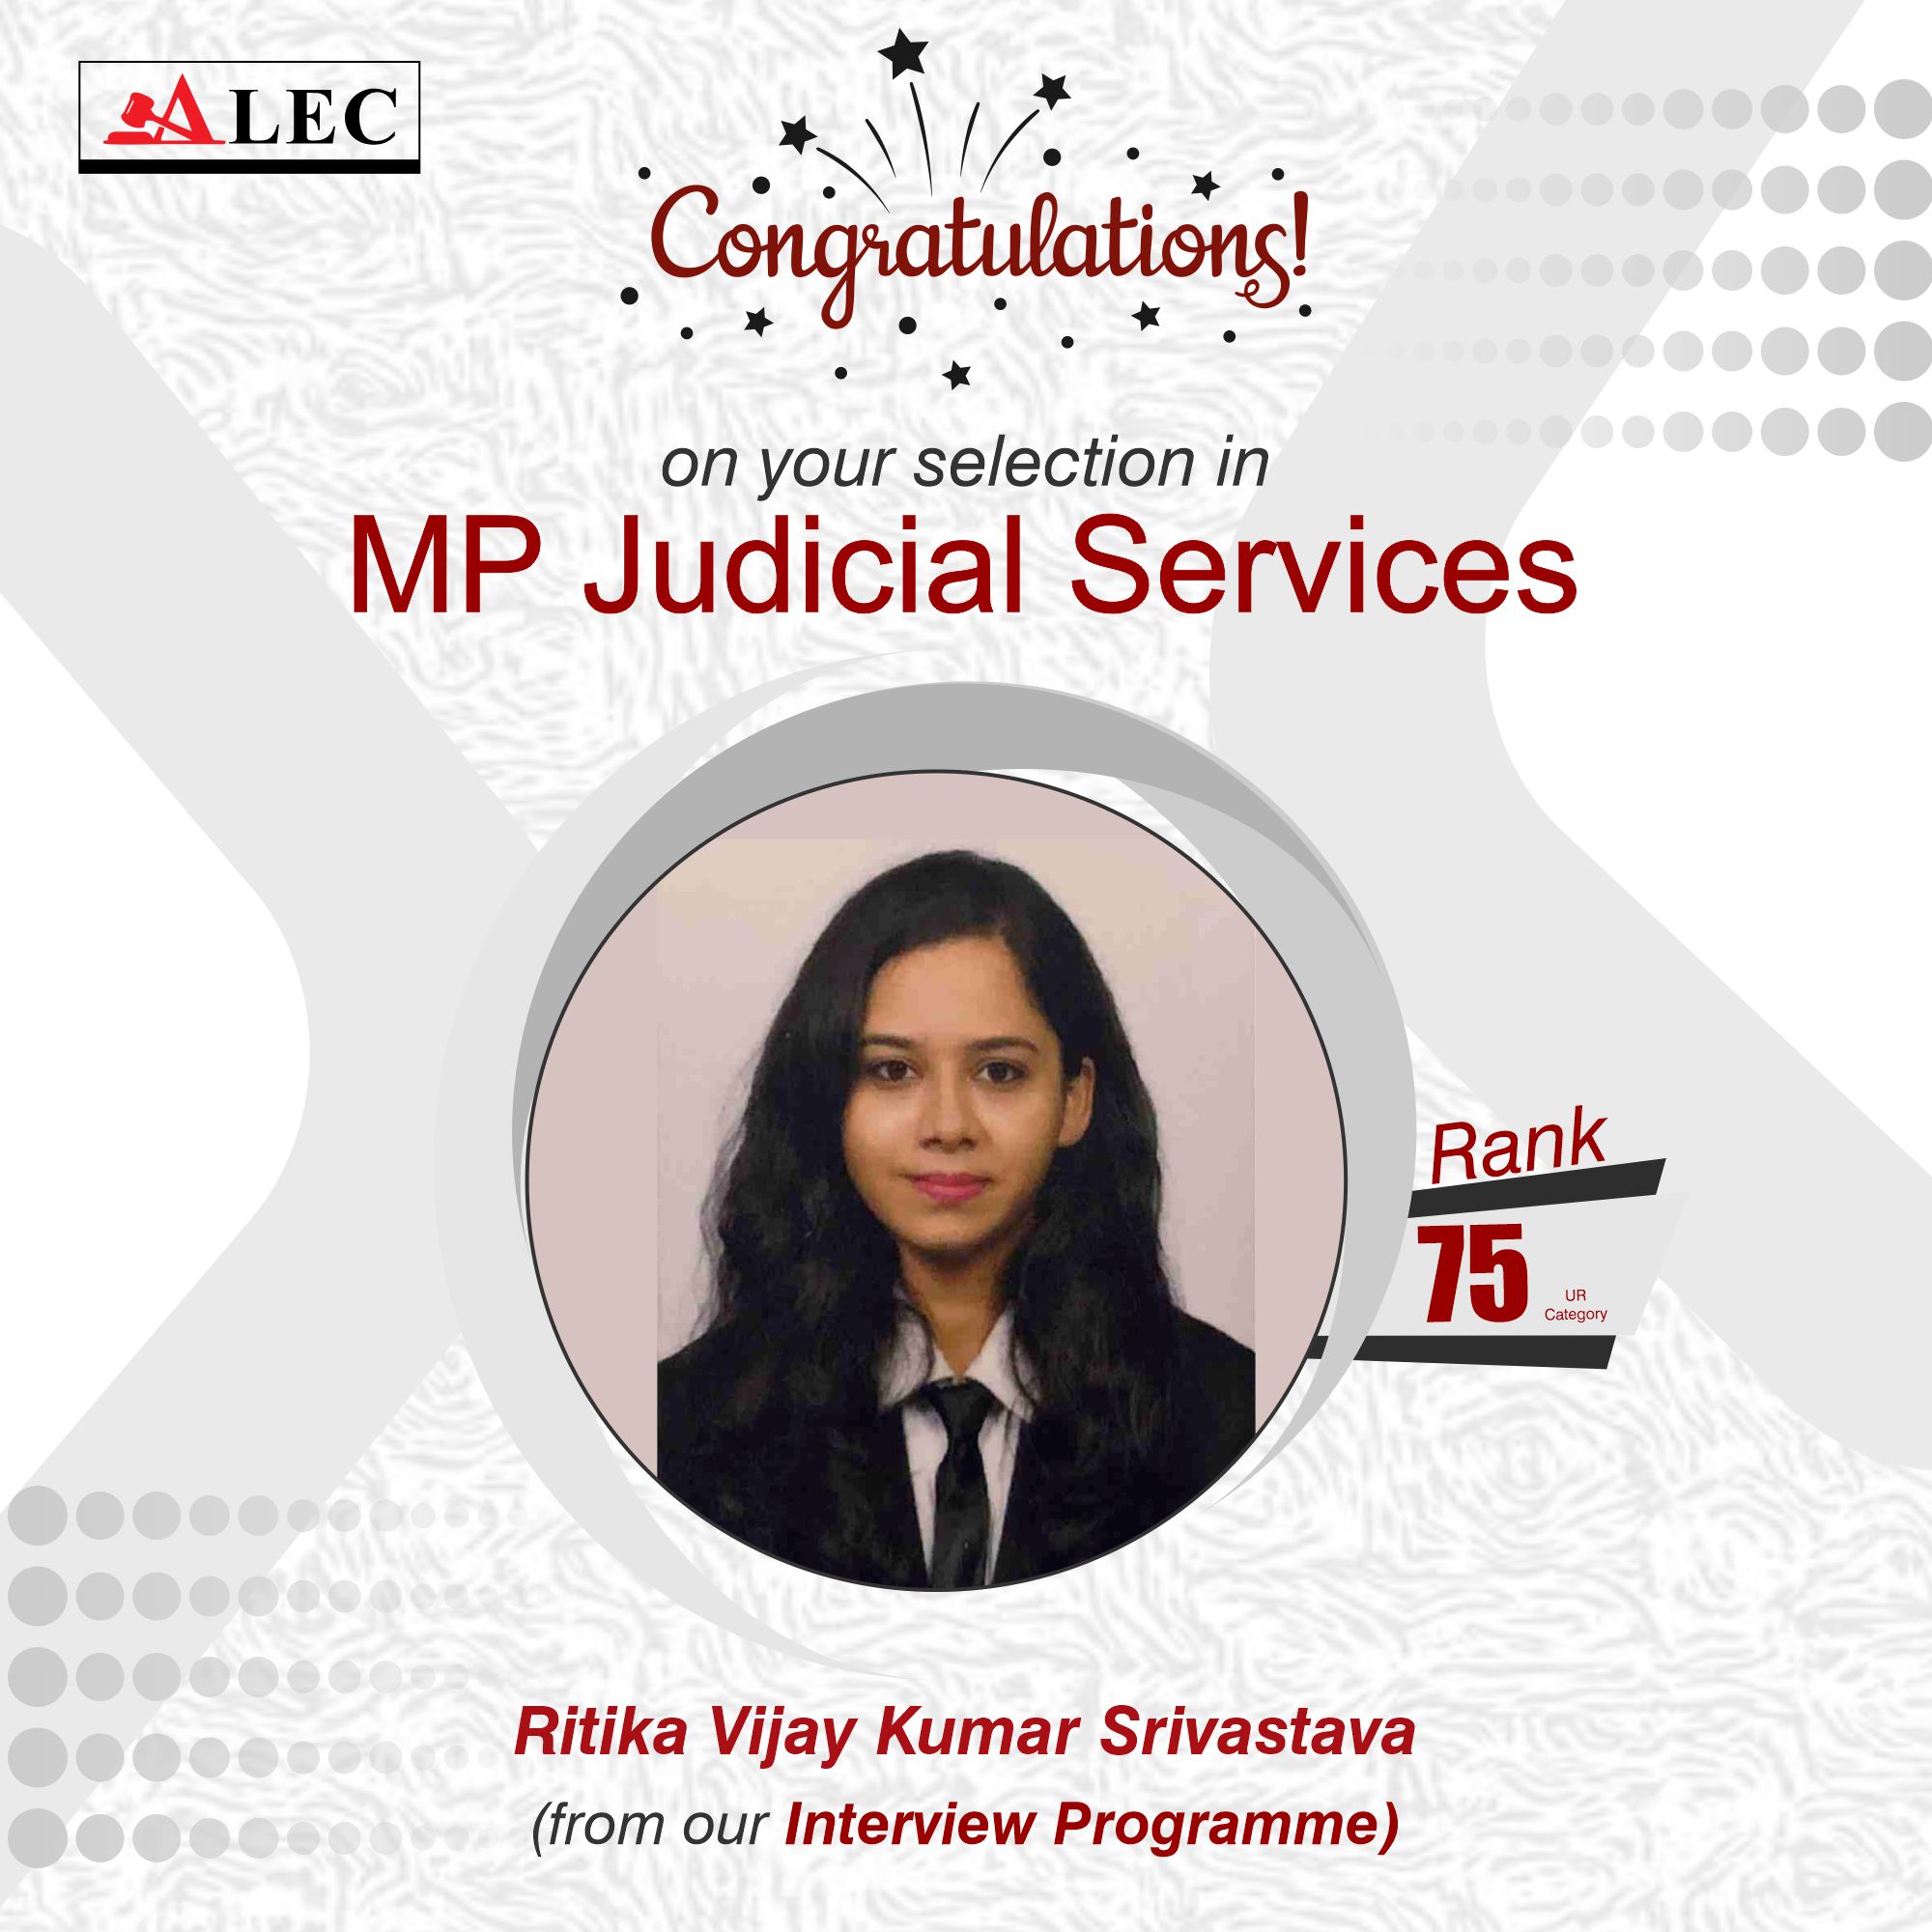 ALEC
Congratulations!
on your selection in
MP Judicial Services
Rank
75
UR
Category
Ritika Vijay Kumar Srivastava
(from our Interview Programme)